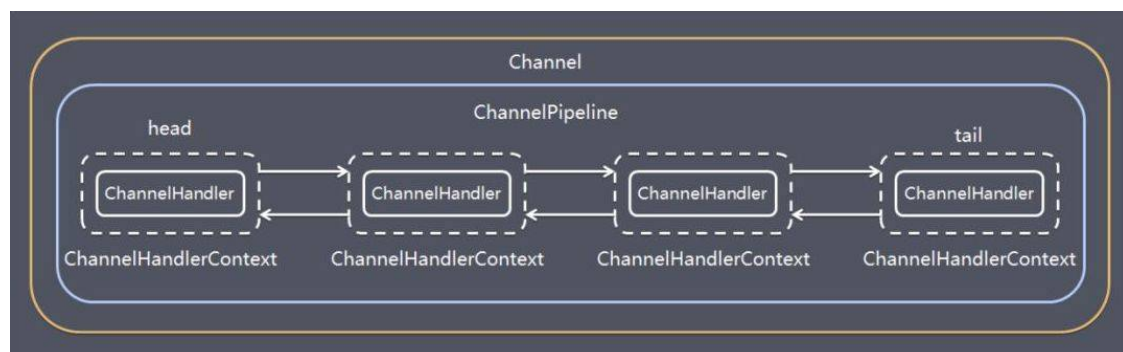 Channel
ChannelPipeline
head
tail
ChannelHandler
ChannelHandler
ChannelHandler
ChannelHandler
ChannelHandlerContext
ChannelHandlerContext
ChannelHandlerContext
ChannelHandlerContext